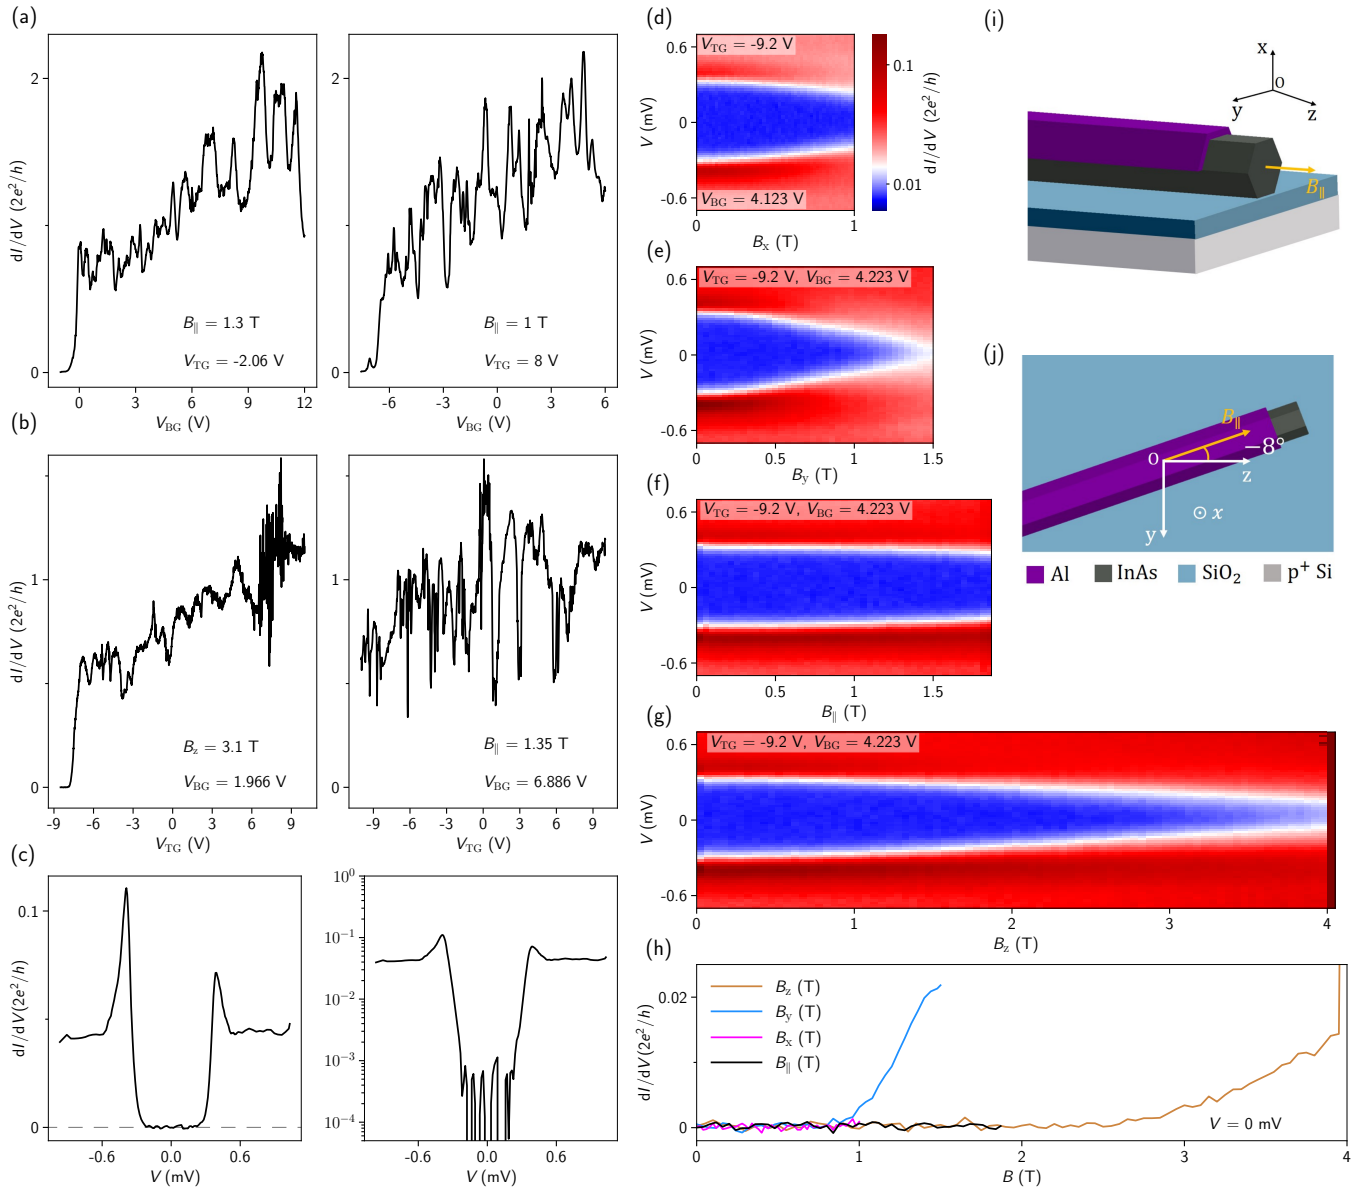 (a)
2
1
0
dI/dV (2e²/h)
B∥ = 1.3 T
V_TG = -2.06 V
0 3 6 9 12
V_BG (V)
B∥ = 1 T
V_TG = 8 V
2
0
-6 -3 0 3 6
V_BG (V)
(b)
1
0
dI/dV (2e²/h)
B_z = 3.1 T
V_BG = 1.966 V
-9 -6 -3 0 3 6 9
V_TG (V)
1
0
B∥ = 1.35 T
V_BG = 6.886 V
-9 -6 -3 0 3 6 9
V_TG (V)
(c)
0.1
0
dI/dV(2e²/h)
-0.6 0.0 0.6
V (mV)
10⁰
10⁻¹
10⁻²
10⁻³
10⁻⁴
-0.6 0.0 0.6
V (mV)
(d)
0.6
0
-0.6
V (mV)
V_TG = -9.2 V
V_BG = 4.123 V
0 1
B_x (T)
0.1
0.01
dI/dV (2e²/h)
(e)
0.6
0
-0.6
V (mV)
V_TG = -9.2 V, V_BG = 4.223 V
0 0.5 1 1.5
B_y (T)
(f)
0.6
0
-0.6
V (mV)
V_TG = -9.2 V, V_BG = 4.223 V
0 0.5 1 1.5
B∥ (T)
(g)
0.6
0
-0.6
V (mV)
V_TG = -9.2 V, V_BG = 4.223 V
0 1 2 3 4
B_z (T)
(h)
0.02
0
dI/dV(2e²/h)
B_z (T)
B_y (T)
B_x (T)
B∥ (T)
V = 0 mV
0 1 2 3 4
B (T)
(i)
x
O
y
z
B∥
(j)
B∥
O
−8°
z
⊙ x
y
Al InAs SiO₂ p⁺ Si